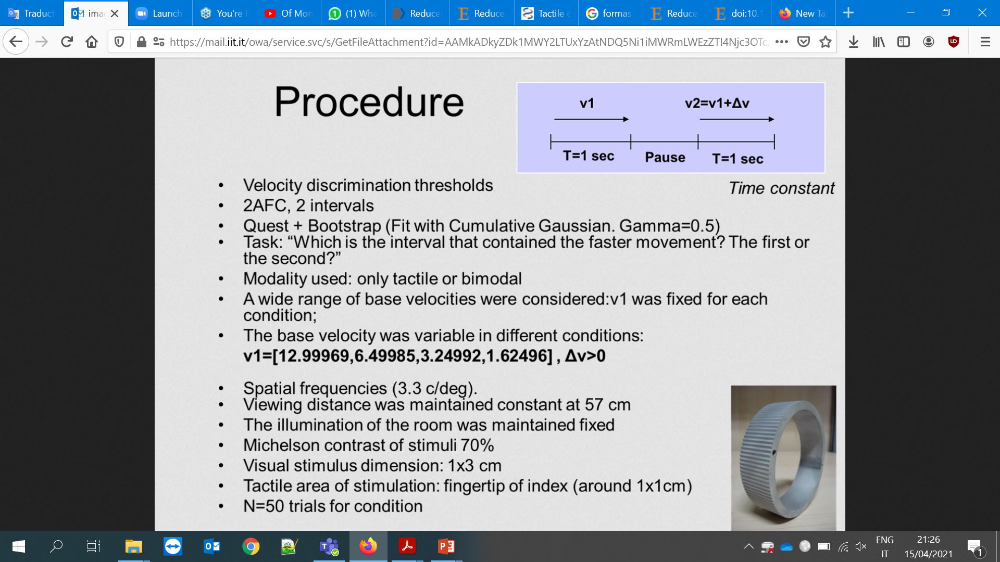 Traduct
ima
Launch
You're
Of Mon
(1) Wha
Reduce
Reduce
Tactile
formas
Reduce
doi:10.1
New Ta
https://mail.iit.it/owa/service.svc/s/GetFileAttachment?id=AAMkADkyZDk1MWY2LTUxYzAtNDQ5Ni1iMWRmLWEzZTI4Njc3OTc
Procedure
v1
v2=v1+Δv
T=1 sec
Pause
T=1 sec
Time constant
• Velocity discrimination thresholds
• 2AFC, 2 intervals
• Quest + Bootstrap (Fit with Cumulative Gaussian. Gamma=0.5)
• Task: “Which is the interval that contained the faster movement? The first or
the second?”
• Modality used: only tactile or bimodal
• A wide range of base velocities were considered:v1 was fixed for each
condition;
• The base velocity was variable in different conditions:
v1=[12.99969,6.49985,3.24992,1.62496] , Δv>0
• Spatial frequencies (3.3 c/deg).
• Viewing distance was maintained constant at 57 cm
• The illumination of the room was maintained fixed
• Michelson contrast of stimuli 70%
• Visual stimulus dimension: 1x3 cm
• Tactile area of stimulation: fingertip of index (around 1x1cm)
• N=50 trials for condition
ENG
IT
21:26
15/04/2021
1